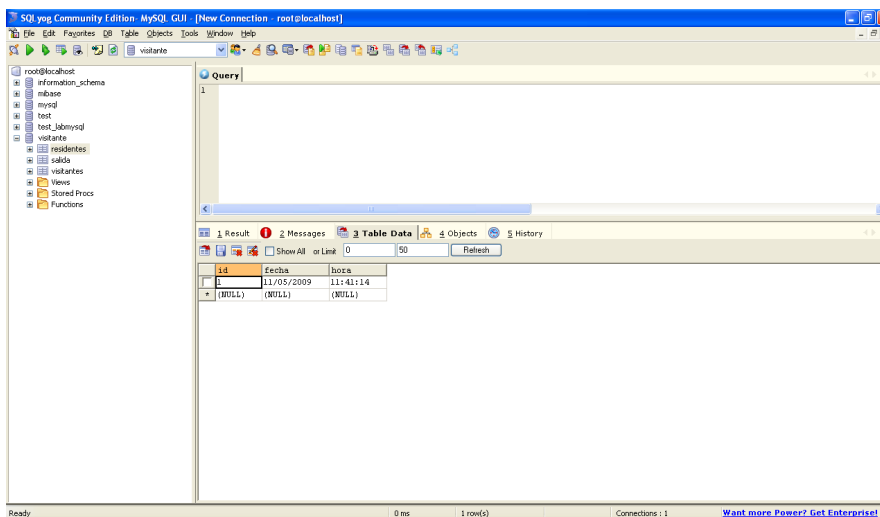 SQLyog Community Edition- MySQL GUI - [New Connection - root@localhost]
File Edit Favorites DB Table Objects Tools Window Help
visitante
root@localhost
information_schema
mibase
mysql
test
test_labmysql
visitante
residentes
salida
visitantes
Views
Stored Procs
Functions
Query
1
1 Result 2 Messages 3 Table Data 4 Objects 5 History
Show All or Limit 0 50 Refresh
id fecha hora
1 11/05/2009 11:41:14
* (NULL) (NULL) (NULL)
Ready 0 ms 1 row(s) Connections : 1 Want more Power? Get Enterprise!